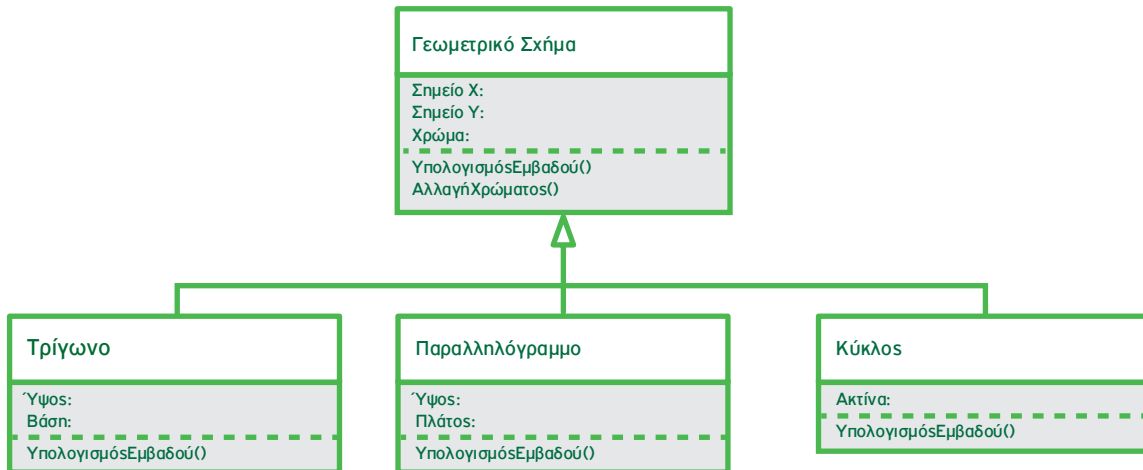 Γεωμετρικό Σχήμα
Σημείο Χ:
Σημείο Υ:
Χρώμα:
ΥπολογισμόςΕμβαδού()
ΑλλαγήΧρώματος()
Τρίγωνο
Ύψος:
Βάση:
ΥπολογισμόςΕμβαδού()
Παραλληλόγραμμο
Ύψος:
Πλάτος:
ΥπολογισμόςΕμβαδού()
Κύκλος
Ακτίνα:
ΥπολογισμόςΕμβαδού()